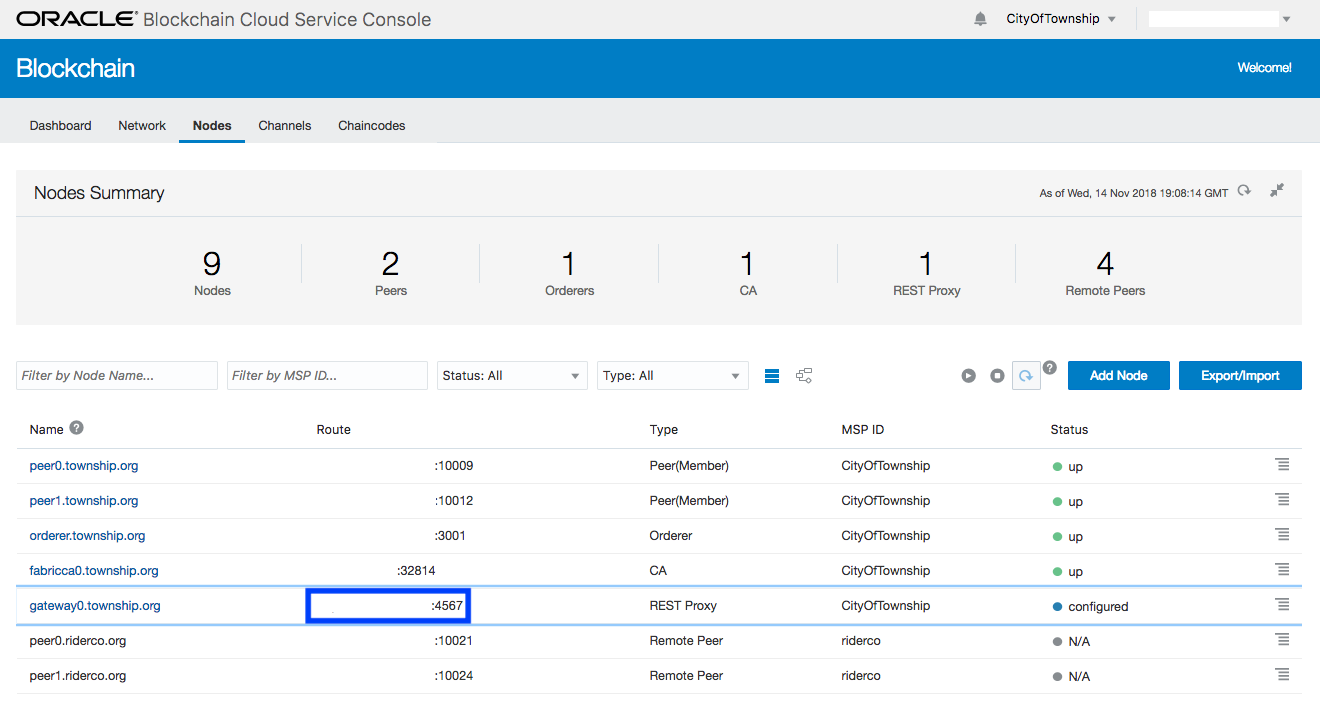 ORACLE® Blockchain Cloud Service Console CityOfTownship
Blockchain Welcome!
Dashboard Network Nodes Channels Chaincodes
Nodes Summary As of Wed, 14 Nov 2018 19:08:14 GMT
9 2 1 1 1 4
Nodes Peers Orderers CA REST Proxy Remote Peers
Filter by Node Name... Filter by MSP ID... Status: All Type: All ? Add Node Export/Import
Name ? Route Type MSP ID Status
peer0.township.org :10009 Peer(Member) CityOfTownship up
peer1.township.org :10012 Peer(Member) CityOfTownship up
orderer.township.org :3001 Orderer CityOfTownship up
fabricca0.township.org :32814 CA CityOfTownship up
gateway0.township.org :4567 REST Proxy CityOfTownship configured
peer0.riderco.org :10021 Remote Peer riderco N/A
peer1.riderco.org :10024 Remote Peer riderco N/A